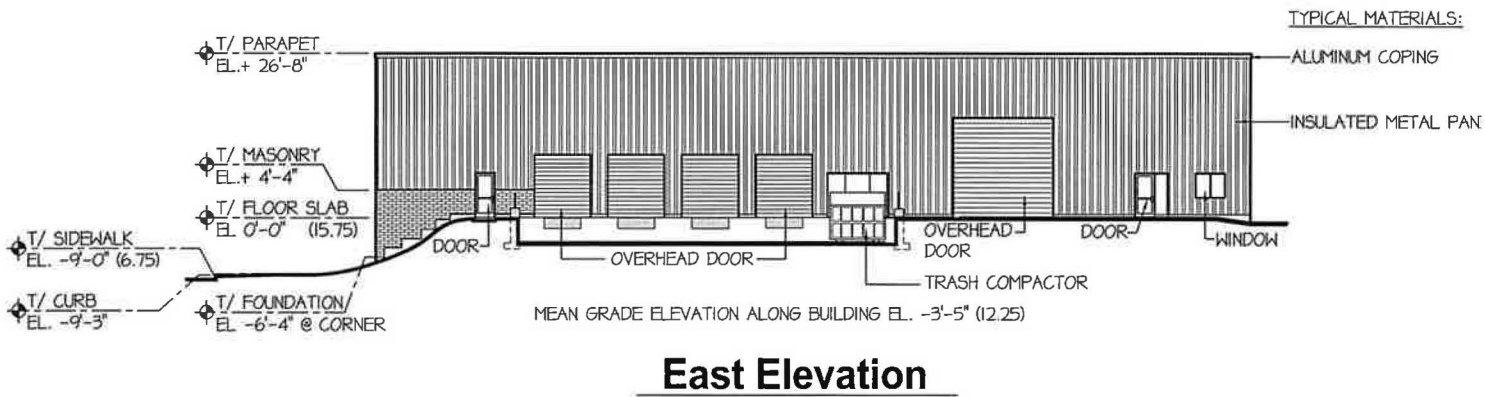 TYPICAL MATERIALS:
T/ PARAPET
EL.+ 26'-8"
ALUMINUM COPING
INSULATED METAL PAN
T/ MASONRY
EL.+ 4'-4"
T/ FLOOR SLAB
EL 0'-0" (15.75)
T/ SIDEWALK
EL. -9'-0" (6.75)
DOOR
OVERHEAD DOOR
OVERHEAD
DOOR
DOOR
WINDOW
TRASH COMPACTOR
T/ CURB
EL. -9'-3"
T/ FOUNDATION
EL -6'-4" @ CORNER
MEAN GRADE ELEVATION ALONG BUILDING EL. -3'-5" (12.25)
East Elevation